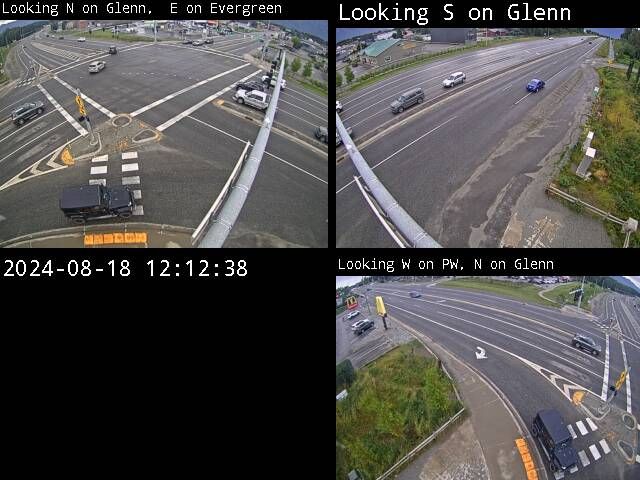 Looking N on Glenn,  E on Evergreen
Looking S on Glenn
2024-08-18 12:12:38
Looking W on PW, N on Glenn